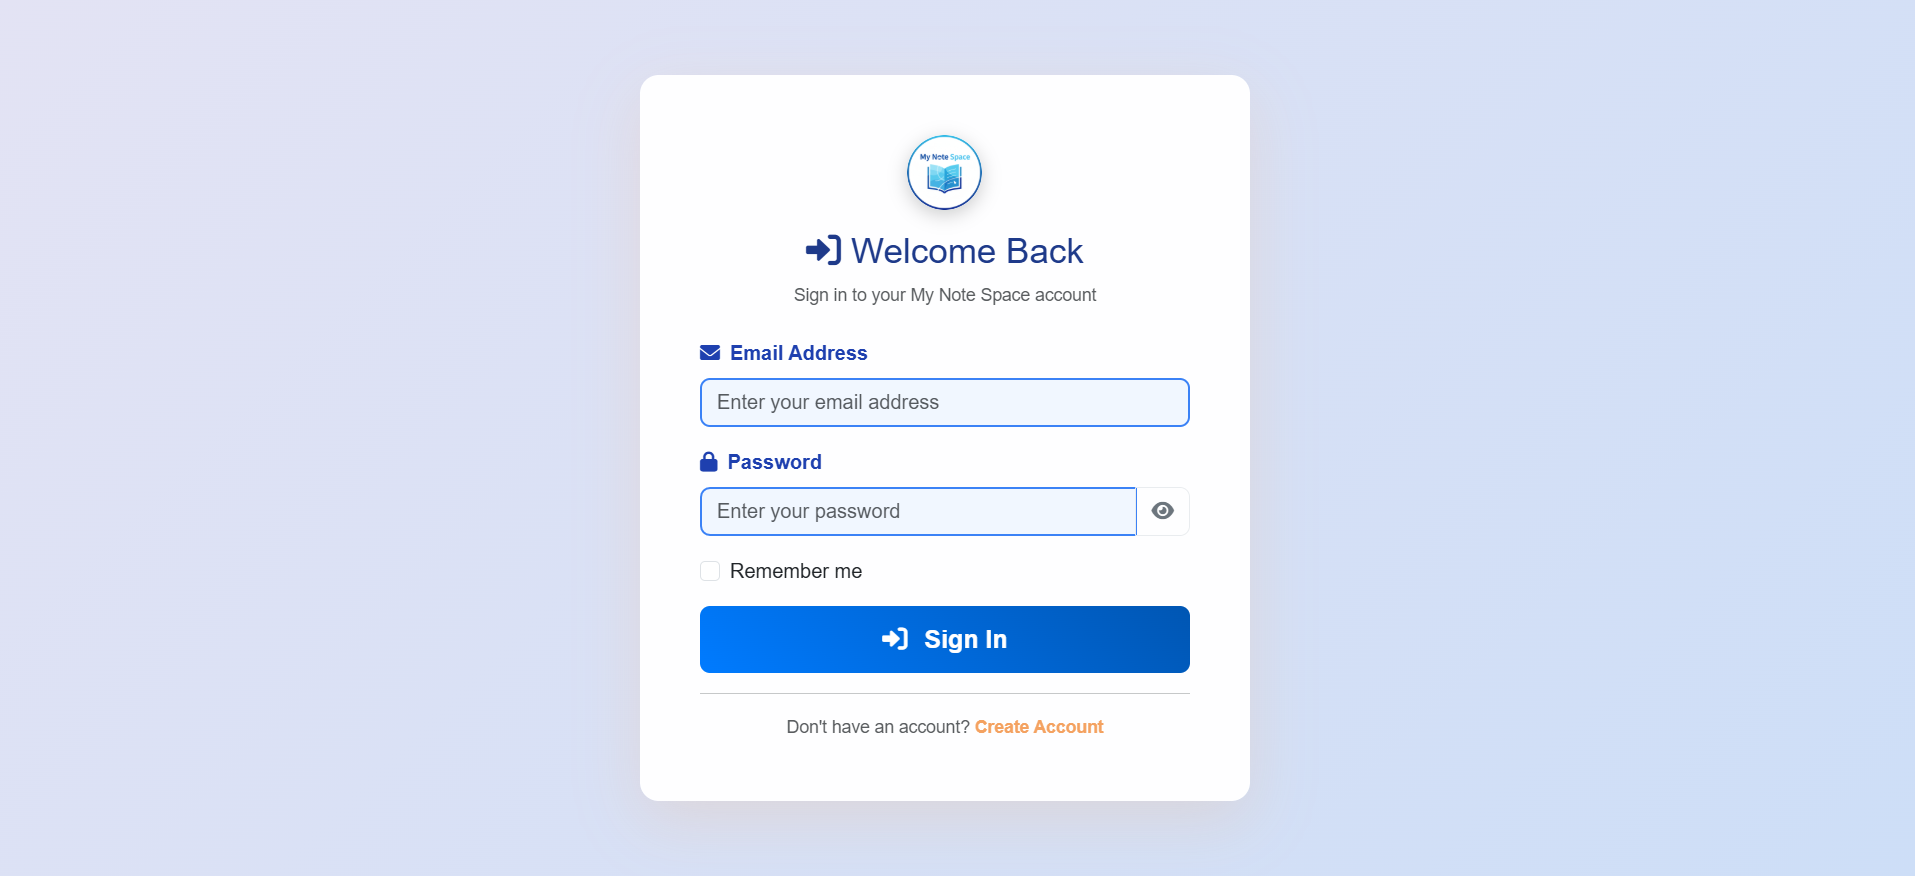 My Note Space
Welcome Back
Sign in to your My Note Space account
Email Address
Enter your email address
Password
Enter your password
Remember me
Sign In
Don't have an account? Create Account